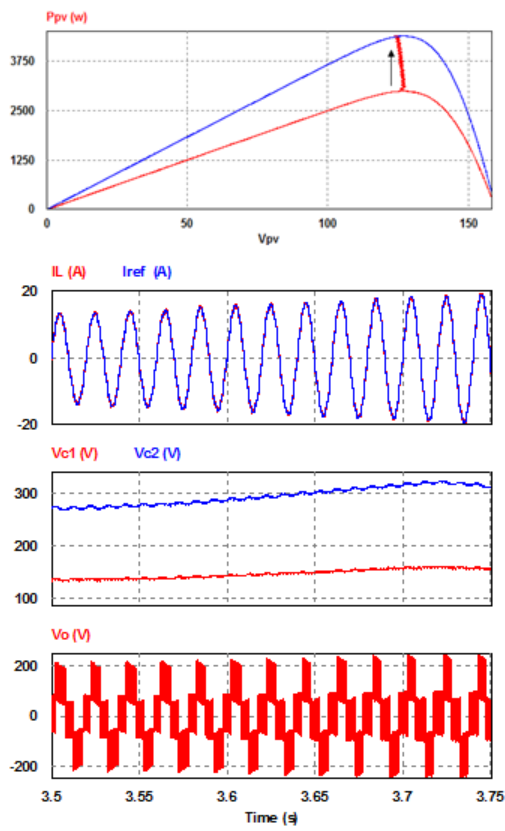 Ppv (w)
3750
2500
1250
0
0 50 100 150
Vpv
IL (A) Iref (A)
20
0
-20
Vc1 (V) Vc2 (V)
300
200
100
Vo (V)
200
0
-200
3.5 3.55 3.6 3.65 3.7 3.75
Time (s)